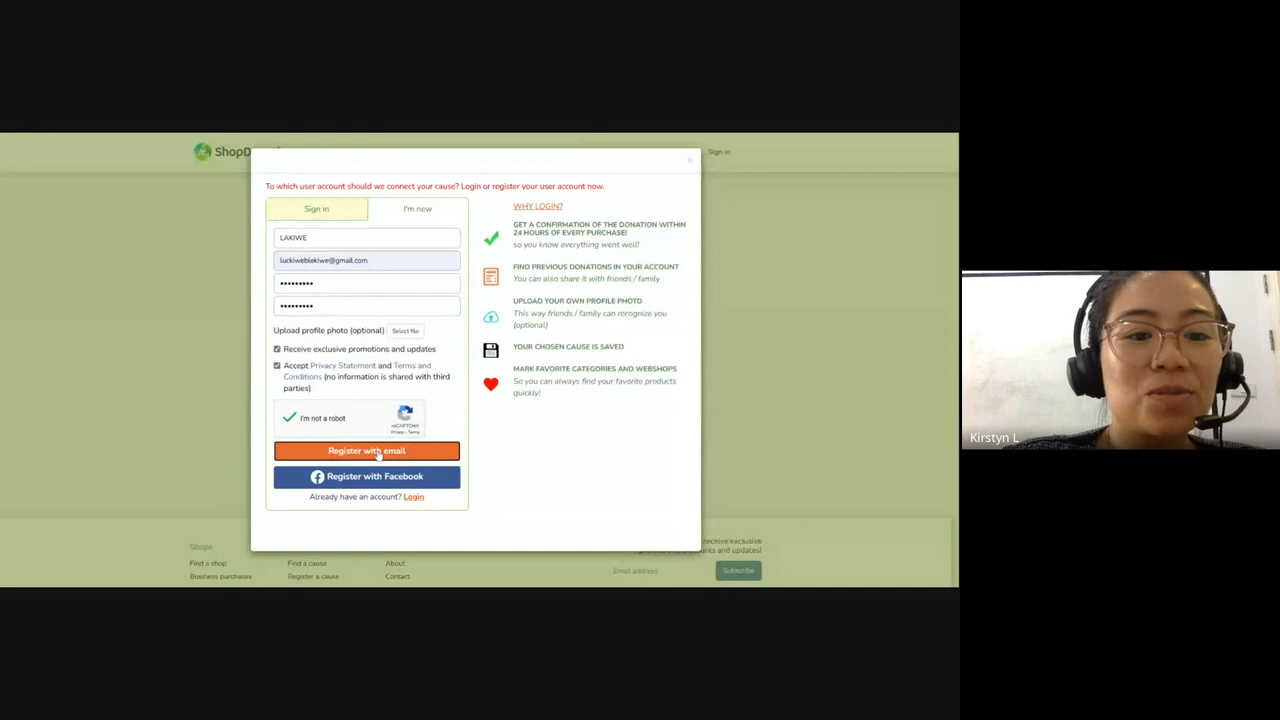 ShopD
Sign in
×
To which user account should we connect your cause? Login or register your user account now.
Sign in
I'm new
LAKIWE
luckiweblekiwe@gmail.com
•••••••••
•••••••••
Upload profile photo (optional)
Select file
Receive exclusive promotions and updates
Accept Privacy Statement and Terms and
Conditions (no information is shared with third
parties)
I'm not a robot
reCAPTCHA
Privacy - Terms
Register with email
Register with Facebook
Already have an account? Login
WHY LOGIN?
GET A CONFIRMATION OF THE DONATION WITHIN
24 HOURS OF EVERY PURCHASE!
so you know everything went well!
FIND PREVIOUS DONATIONS IN YOUR ACCOUNT
You can also share it with friends / family
UPLOAD YOUR OWN PROFILE PHOTO
This way friends / family can recognize you
(optional)
YOUR CHOSEN CAUSE IS SAVED
MARK FAVORITE CATEGORIES AND WEBSHOPS
So you can always find your favorite products
quickly!
Shops
Find a shop
Business purchases
Find a cause
Register a cause
About
Contact
receive exclusive
and updates!
Email address
Subscribe
Kirstyn L